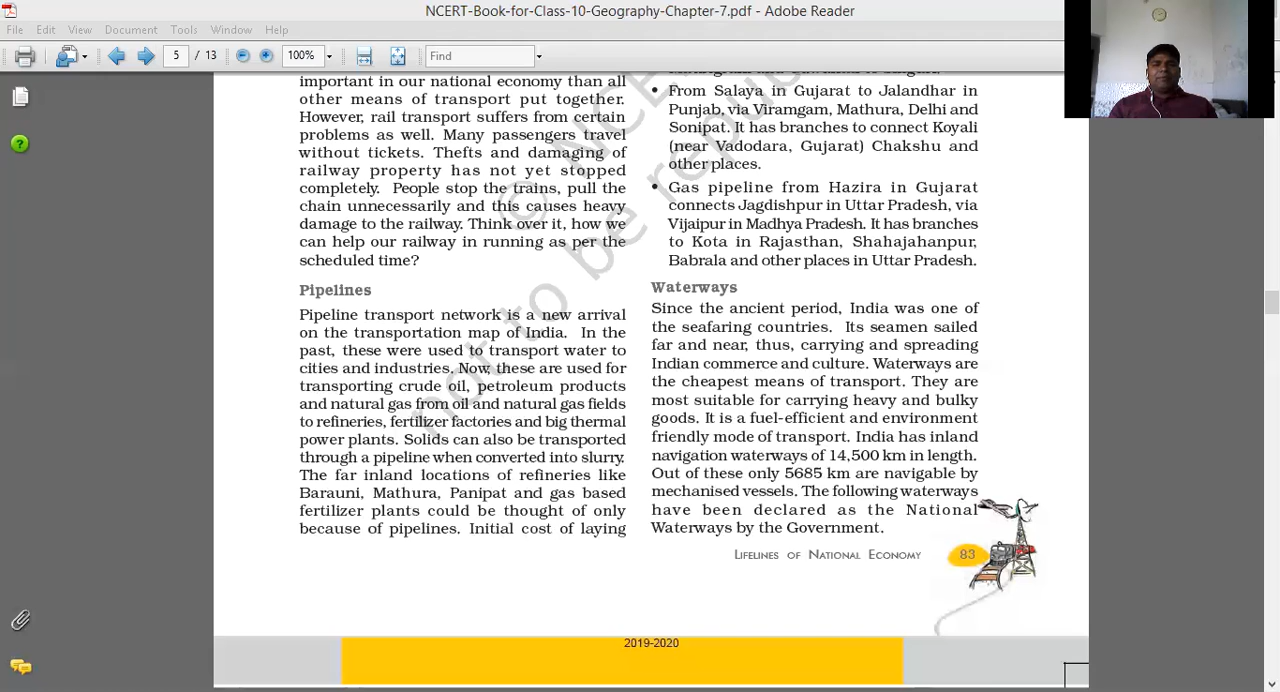 NCERT-Book-for-Class-10-Geography-Chapter-7.pdf - Adobe Reader
File Edit View Document Tools Window Help
5 / 13 100% Find
important in our national economy than all
other means of transport put together.
However, rail transport suffers from certain
problems as well. Many passengers travel
without tickets. Thefts and damaging of
railway property has not yet stopped
completely. People stop the trains, pull the
chain unnecessarily and this causes heavy
damage to the railway. Think over it, how we
can help our railway in running as per the
scheduled time?
Pipelines
Pipeline transport network is a new arrival
on the transportation map of India. In the
past, these were used to transport water to
cities and industries. Now, these are used for
transporting crude oil, petroleum products
and natural gas from oil and natural gas fields
to refineries, fertilizer factories and big thermal
power plants. Solids can also be transported
through a pipeline when converted into slurry.
The far inland locations of refineries like
Barauni, Mathura, Panipat and gas based
fertilizer plants could be thought of only
because of pipelines. Initial cost of laying
• From Salaya in Gujarat to Jalandhar in
Punjab, via Viramgam, Mathura, Delhi and
Sonipat. It has branches to connect Koyali
(near Vadodara, Gujarat) Chakshu and
other places.
• Gas pipeline from Hazira in Gujarat
connects Jagdishpur in Uttar Pradesh, via
Vijaipur in Madhya Pradesh. It has branches
to Kota in Rajasthan, Shahajahanpur,
Babrala and other places in Uttar Pradesh.
Waterways
Since the ancient period, India was one of
the seafaring countries. Its seamen sailed
far and near, thus, carrying and spreading
Indian commerce and culture. Waterways are
the cheapest means of transport. They are
most suitable for carrying heavy and bulky
goods. It is a fuel-efficient and environment
friendly mode of transport. India has inland
navigation waterways of 14,500 km in length.
Out of these only 5685 km are navigable by
mechanised vessels. The following waterways
have been declared as the National
Waterways by the Government.
Lifelines of National Economy 83
© NCE
not to be repu
2019-2020